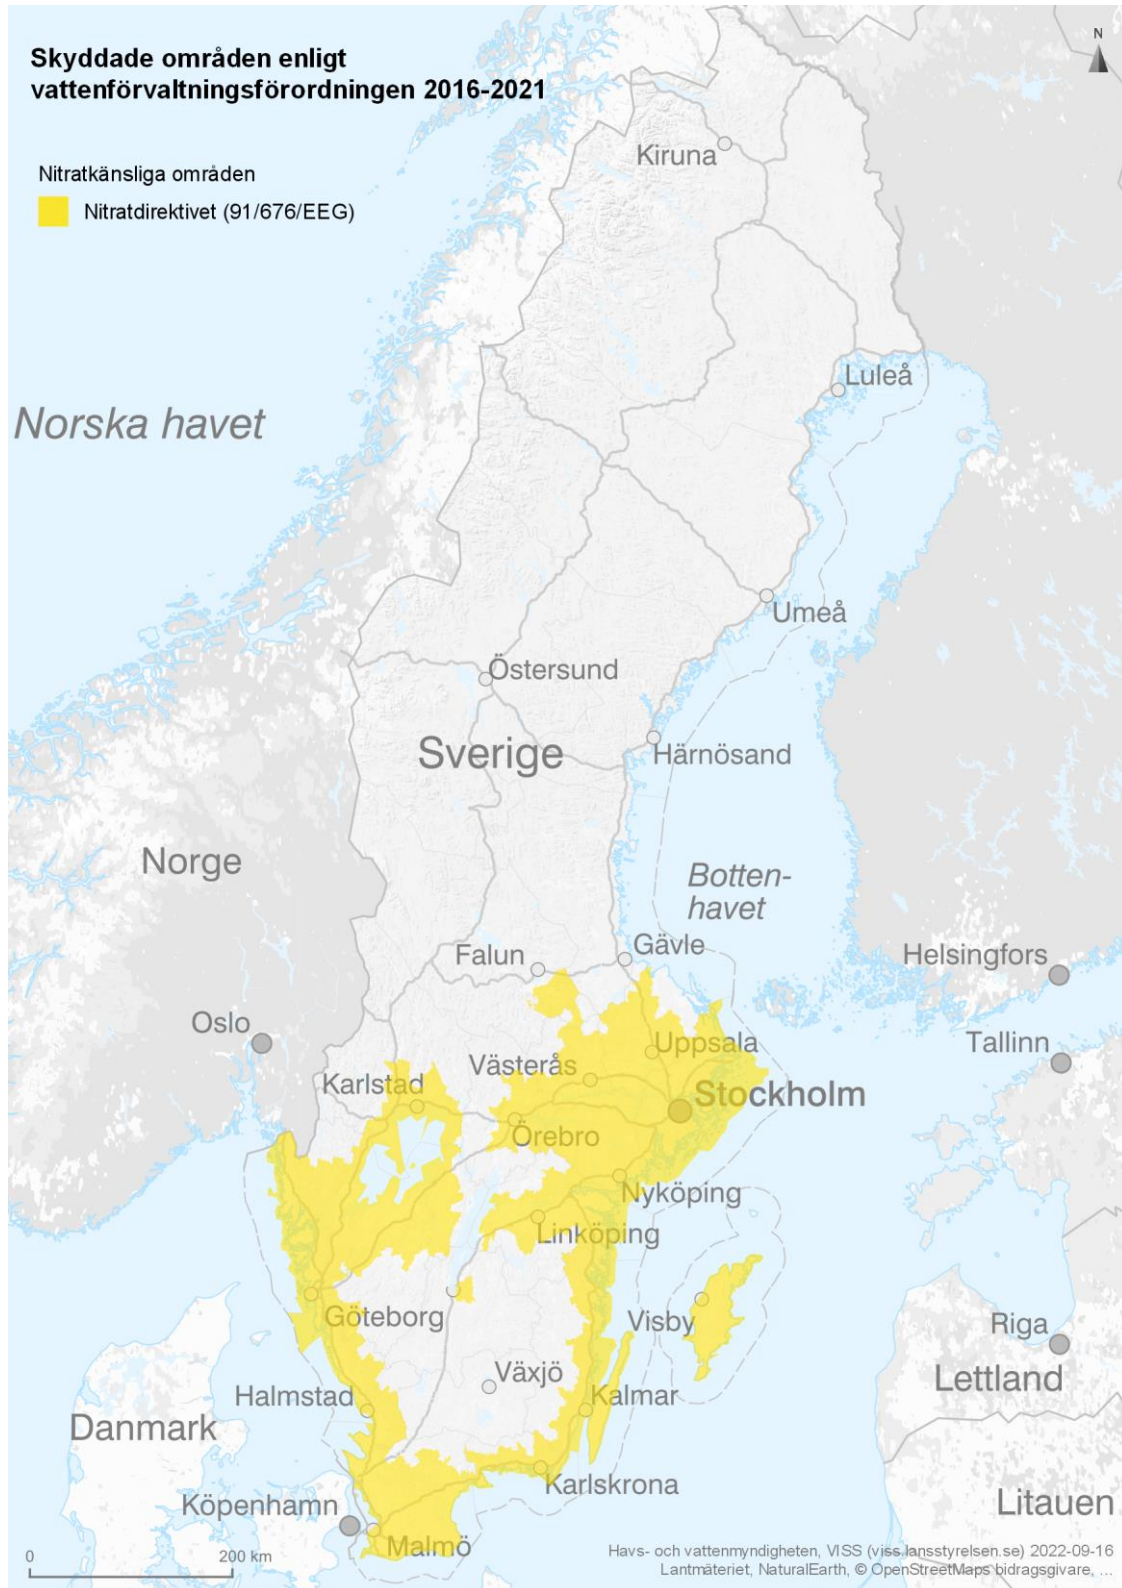 Skyddade områden enligt
vattenförvaltningsförordningen 2016-2021
N
Nitratkänsliga områden
Nitratdirektivet (91/676/EEG)
Kiruna
Luleå
Norska havet
Umeå
Östersund
Sverige
Härnösand
Norge
Botten-
havet
Gävle
Falun
Helsingfors
Oslo
Tallinn
Uppsala
Västerås
Karlstad
Stockholm
Örebro
Nyköping
Linköping
Göteborg
Visby
Riga
Växjö
Lettland
Halmstad
Kalmar
Danmark
Karlskrona
Köpenhamn
Litauen
Malmö
0
200 km
Havs- och vattenmyndigheten, VISS (viss.lansstyrelsen.se) 2022-09-16
Lantmäteriet, NaturalEarth, © OpenStreetMaps bidragsgivare, ...